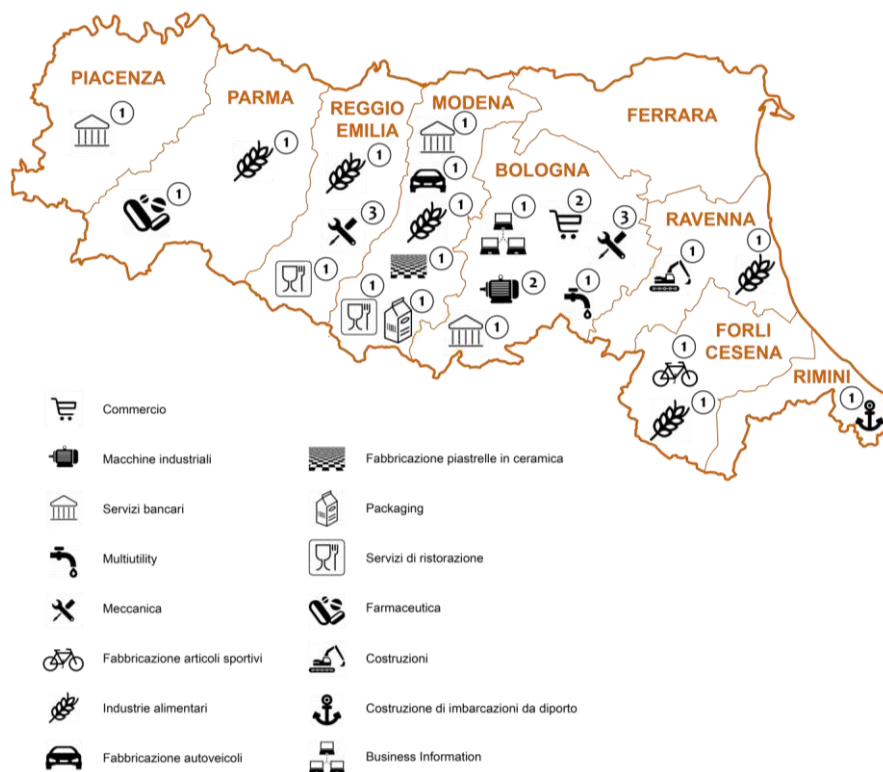 PIACENZA
1
PARMA
1
1
REGGIO
EMILIA
1
3
1
MODENA
1
1
1
1
1
1
BOLOGNA
1
2
3
2
1
1
FERRARA
RAVENNA
1
1
FORLI
CESENA
1
1
RIMINI
1
Commercio
Macchine industriali
Servizi bancari
Multiutility
Meccanica
Fabbricazione articoli sportivi
Industrie alimentari
Fabbricazione autoveicoli
Fabbricazione piastrelle in ceramica
Packaging
Servizi di ristorazione
Farmaceutica
Costruzioni
Costruzione di imbarcazioni da diporto
Business Information